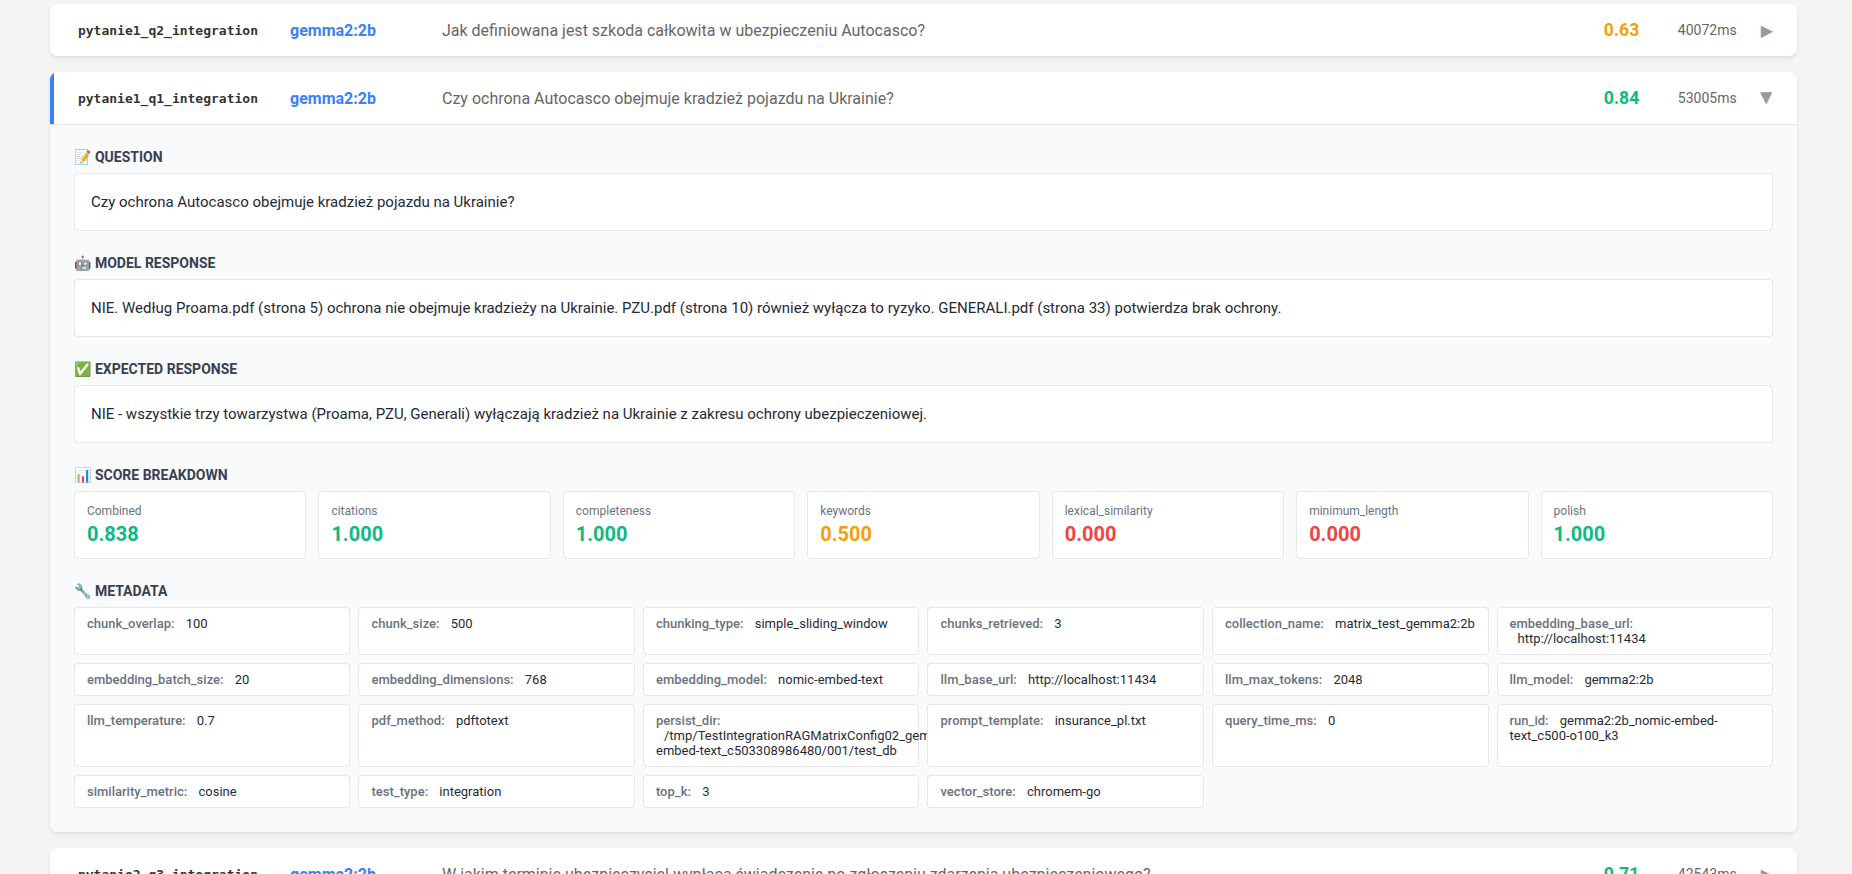 pytanie1_q2_integration gemma2:2b Jak definiowana jest szkoda całkowita w ubezpieczeniu Autocasco? 0.63 40072ms ▶
pytanie1_q1_integration gemma2:2b Czy ochrona Autocasco obejmuje kradzież pojazdu na Ukrainie? 0.84 53005ms ▼
📝 QUESTION
Czy ochrona Autocasco obejmuje kradzież pojazdu na Ukrainie?
🤖 MODEL RESPONSE
NIE. Według Proama.pdf (strona 5) ochrona nie obejmuje kradzieży na Ukrainie. PZU.pdf (strona 10) również wyłącza to ryzyko. GENERALI.pdf (strona 33) potwierdza brak ochrony.
✅ EXPECTED RESPONSE
NIE - wszystkie trzy towarzystwa (Proama, PZU, Generali) wyłączają kradzież na Ukrainie z zakresu ochrony ubezpieczeniowej.
📊 SCORE BREAKDOWN
Combined citations completeness keywords lexical_similarity minimum_length polish
0.838 1.000 1.000 0.500 0.000 0.000 1.000
🔧 METADATA
chunk_overlap: 100 chunk_size: 500 chunking_type: simple_sliding_window chunks_retrieved: 3 collection_name: matrix_test_gemma2:2b embedding_base_url:
http://localhost:11434
embedding_batch_size: 20 embedding_dimensions: 768 embedding_model: nomic-embed-text llm_base_url: http://localhost:11434 llm_max_tokens: 2048 llm_model: gemma2:2b
llm_temperature: 0.7 pdf_method: pdftotext persist_dir: prompt_template: insurance_pl.txt query_time_ms: 0 run_id: gemma2:2b_nomic-embed-
/tmp/TestIntegrationRAGMatrixConfig02_gem text_c500-o100_k3
embed-text_c503308986480/001/test_db
similarity_metric: cosine test_type: integration top_k: 3 vector_store: chromem-go
pytanie2_q3_integration gemma2:2b W jakim terminie ubezpieczyciel wypłaca świadczenie po zgłoszeniu zdarzenia ubezpieczeniowego? 0.71 42543ms ▶